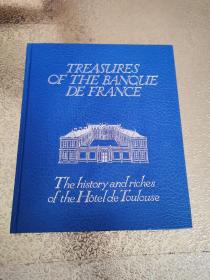 TREASURES
OF THE BANQUE
DE FRANCE
The history and riches
of the Hôtel de Toulouse